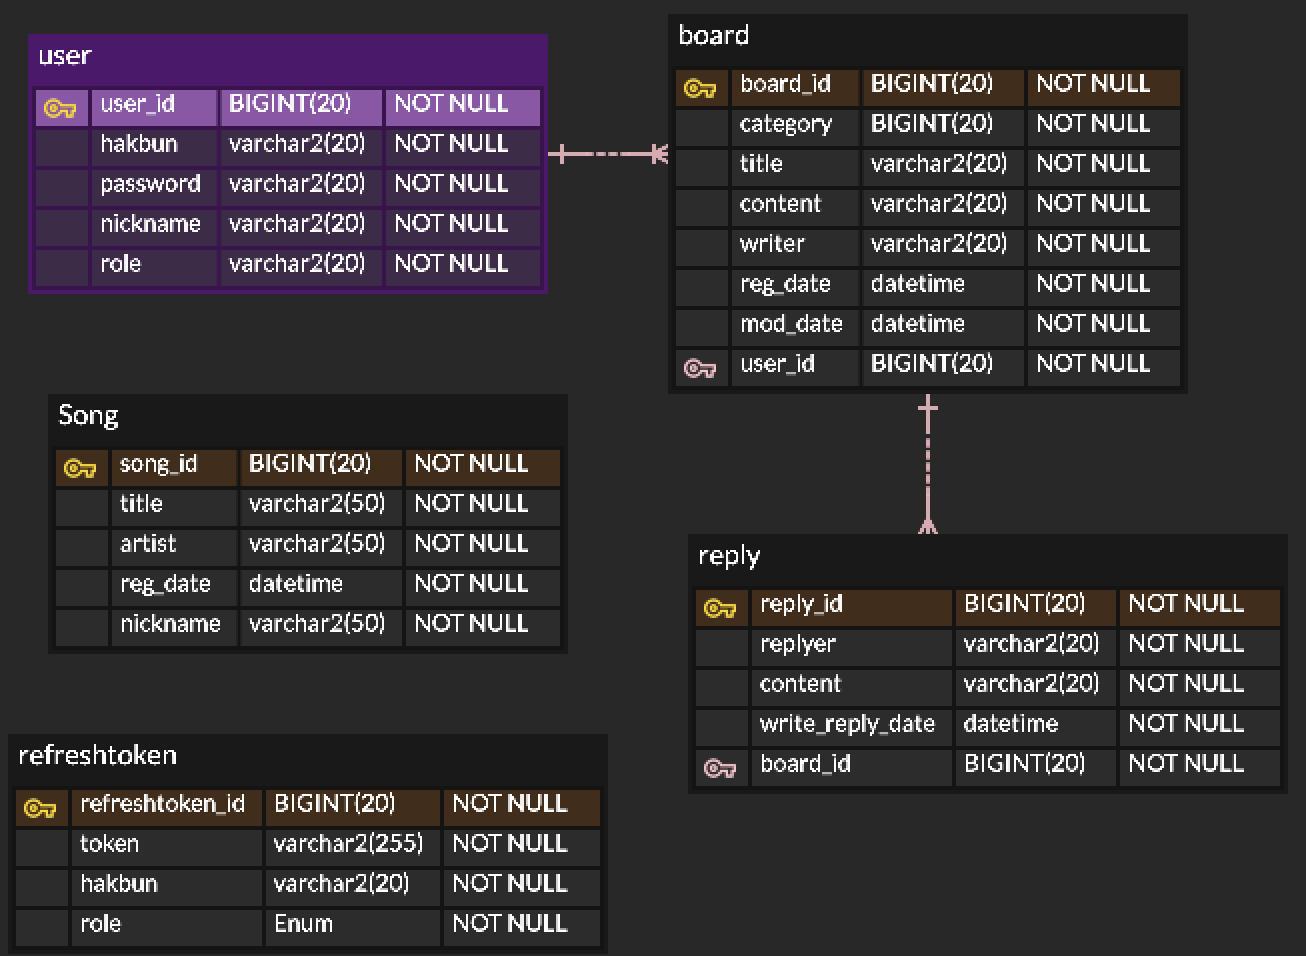 user
user_id BIGINT(20) NOT NULL
hakbun varchar2(20) NOT NULL
password varchar2(20) NOT NULL
nickname varchar2(20) NOT NULL
role varchar2(20) NOT NULL
board
board_id BIGINT(20) NOT NULL
category BIGINT(20) NOT NULL
title varchar2(20) NOT NULL
content varchar2(20) NOT NULL
writer varchar2(20) NOT NULL
reg_date datetime NOT NULL
mod_date datetime NOT NULL
user_id BIGINT(20) NOT NULL
Song
song_id BIGINT(20) NOT NULL
title varchar2(50) NOT NULL
artist varchar2(50) NOT NULL
reg_date datetime NOT NULL
nickname varchar2(50) NOT NULL
reply
reply_id BIGINT(20) NOT NULL
replyer varchar2(20) NOT NULL
content varchar2(20) NOT NULL
write_reply_date datetime NOT NULL
board_id BIGINT(20) NOT NULL
refreshtoken
refreshtoken_id BIGINT(20) NOT NULL
token varchar2(255) NOT NULL
hakbun varchar2(20) NOT NULL
role Enum NOT NULL